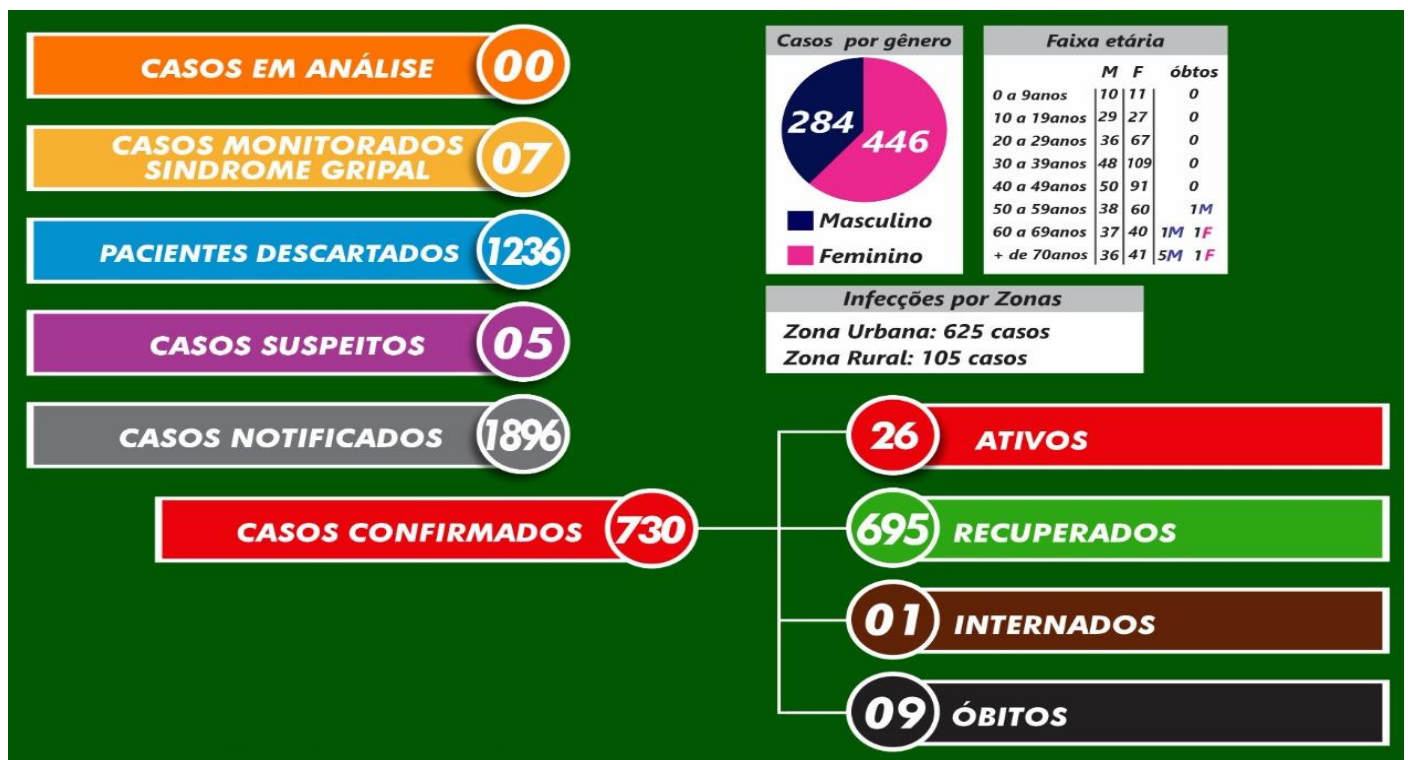 CASOS EM ANÁLISE 00
CASOS MONITORADOS
SINDROME GRIPAL 07
PACIENTES DESCARTADOS 1236
CASOS SUSPEITOS 05
CASOS NOTIFICADOS 1896
CASOS CONFIRMADOS 730
Casos por gênero
284
446
Masculino
Feminino
Faixa etária
M F óbtos
0 a 9anos 10 11 0
10 a 19anos 29 27 0
20 a 29anos 36 67 0
30 a 39anos 48 109 0
40 a 49anos 50 91 0
50 a 59anos 38 60 1M
60 a 69anos 37 40 1M 1F
+ de 70anos 36 41 5M 1F
Infecções por Zonas
Zona Urbana: 625 casos
Zona Rural: 105 casos
26 ATIVOS
695 RECUPERADOS
01 INTERNADOS
09 ÓBITOS